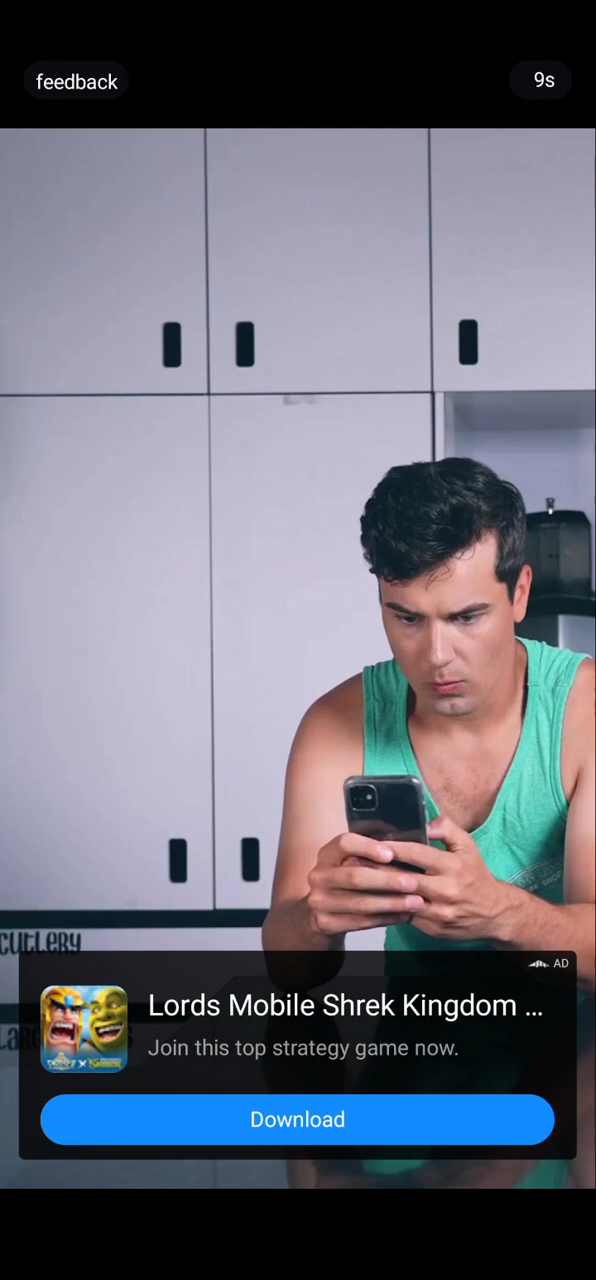 feedback
9s
CUTLERY
AD
Lords Mobile Shrek Kingdom ...
Join this top strategy game now.
Download